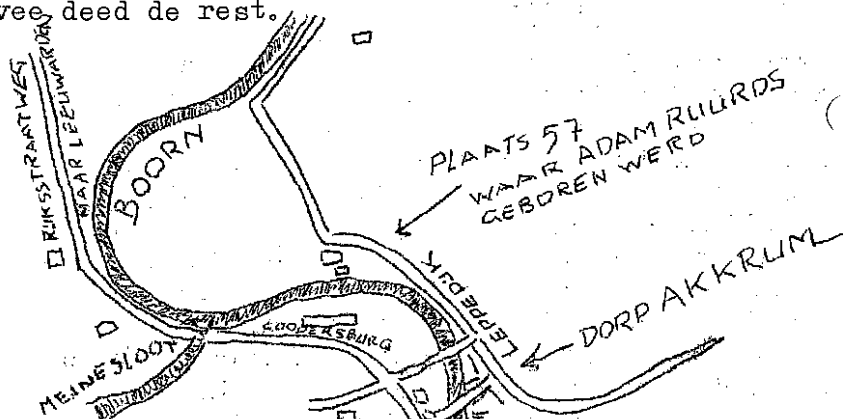 vee deed de rest.
RIJKSSTRAATWEG
NAAR LEEUWARDEN
BOORN
PLAATS 57
WAAR ADAM RUURDS
GEBOREN WERD
LEPPEDIJK
DORP AKKRUM
COOPERSBURG
MEINESLOOT